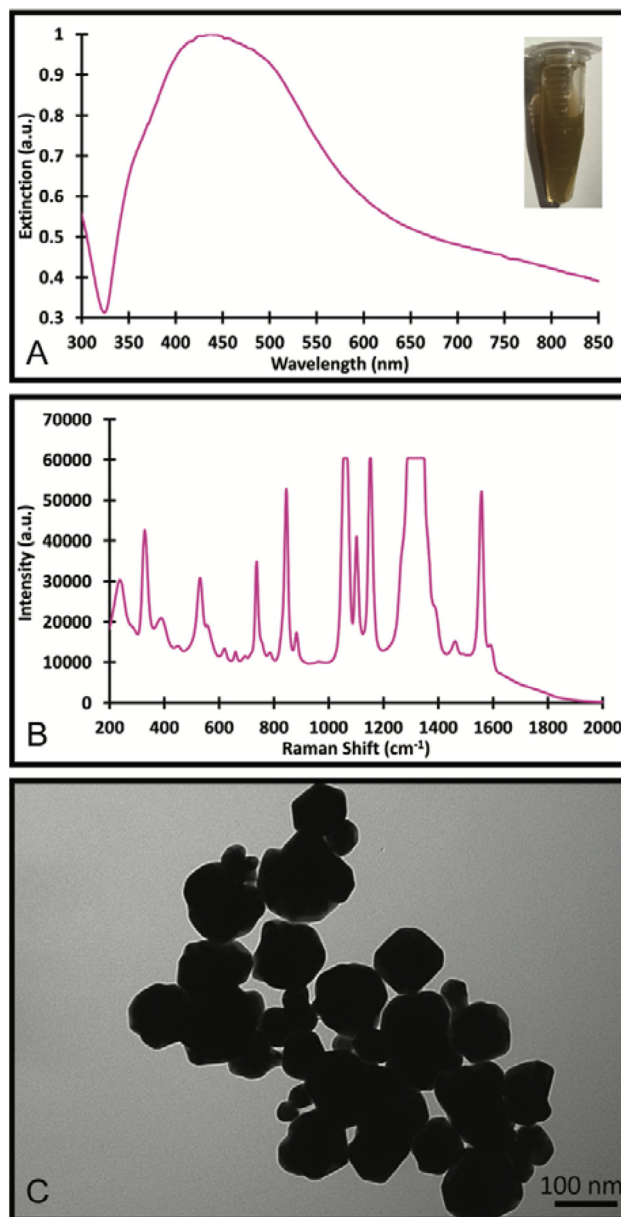 1
0.9
0.8
0.7
0.6
0.5
0.4
0.3
Extinction (a.u.)
300 350 400 450 500 550 600 650 700 750 800 850
Wavelength (nm)
A
70000
60000
50000
40000
30000
20000
10000
0
Intensity (a.u.)
200 400 600 800 1000 1200 1400 1600 1800 2000
Raman Shift (cm⁻¹)
B
C
100 nm